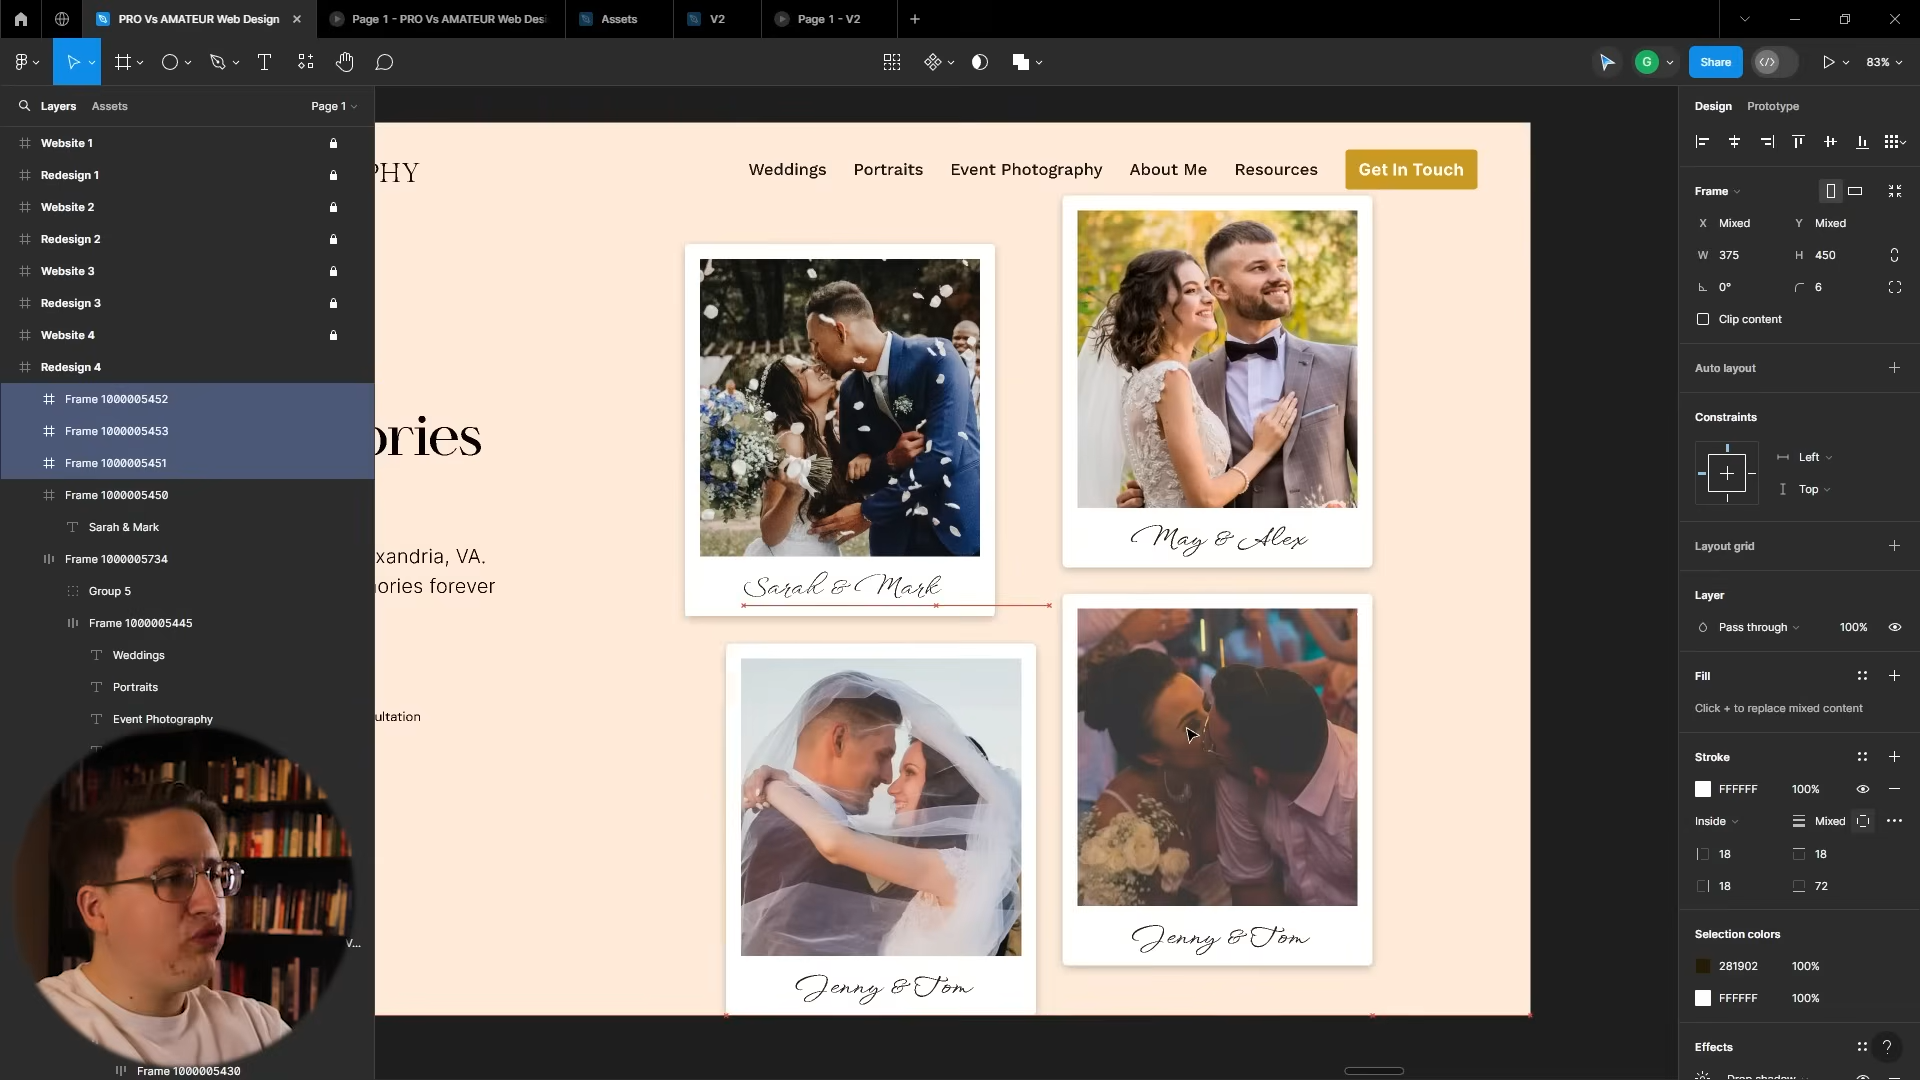 PRO Vs AMATEUR Web Design
Page 1 - PRO Vs AMATEUR Web Desi
Assets
V2
Page 1 - V2
G
Share
83%
Layers
Assets
Page 1
Website 1
Redesign 1
Website 2
Redesign 2
Website 3
Redesign 3
Website 4
Redesign 4
Frame 1000005452
Frame 1000005453
Frame 1000005451
Frame 1000005450
Sarah & Mark
Frame 1000005734
Group 5
Frame 1000005445
Weddings
Portraits
Event Photography
V...
Frame 1000005430
PHY
Weddings
Portraits
Event Photography
About Me
Resources
Get In Touch
ories
xandria, VA.
nories forever
ultation
Sarah & Mark
May & Alex
Jenny & Tom
Jenny & Tom
Design
Prototype
Frame
X Mixed
Y Mixed
W 375
H 450
0°
6
Clip content
Auto layout
Constraints
Left
Top
Layout grid
Layer
Pass through
100%
Fill
Click + to replace mixed content
Stroke
FFFFFF 100%
Inside
Mixed
18
18
18
72
Selection colors
281902 100%
FFFFFF 100%
Effects
?
Drop shadow